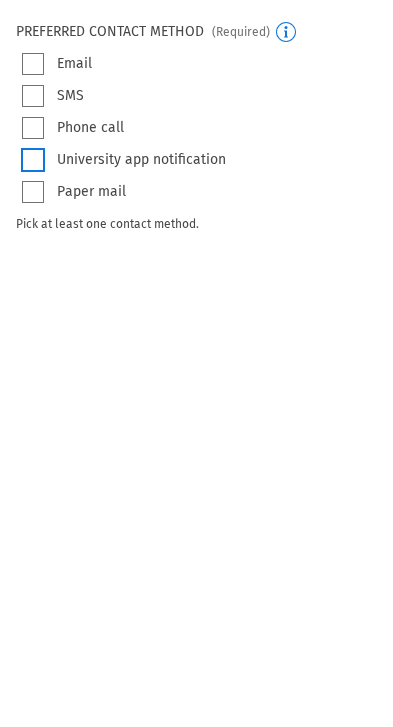 PREFERRED CONTACT METHOD (Required)
Email
SMS
Phone call
University app notification
Paper mail
Pick at least one contact method.